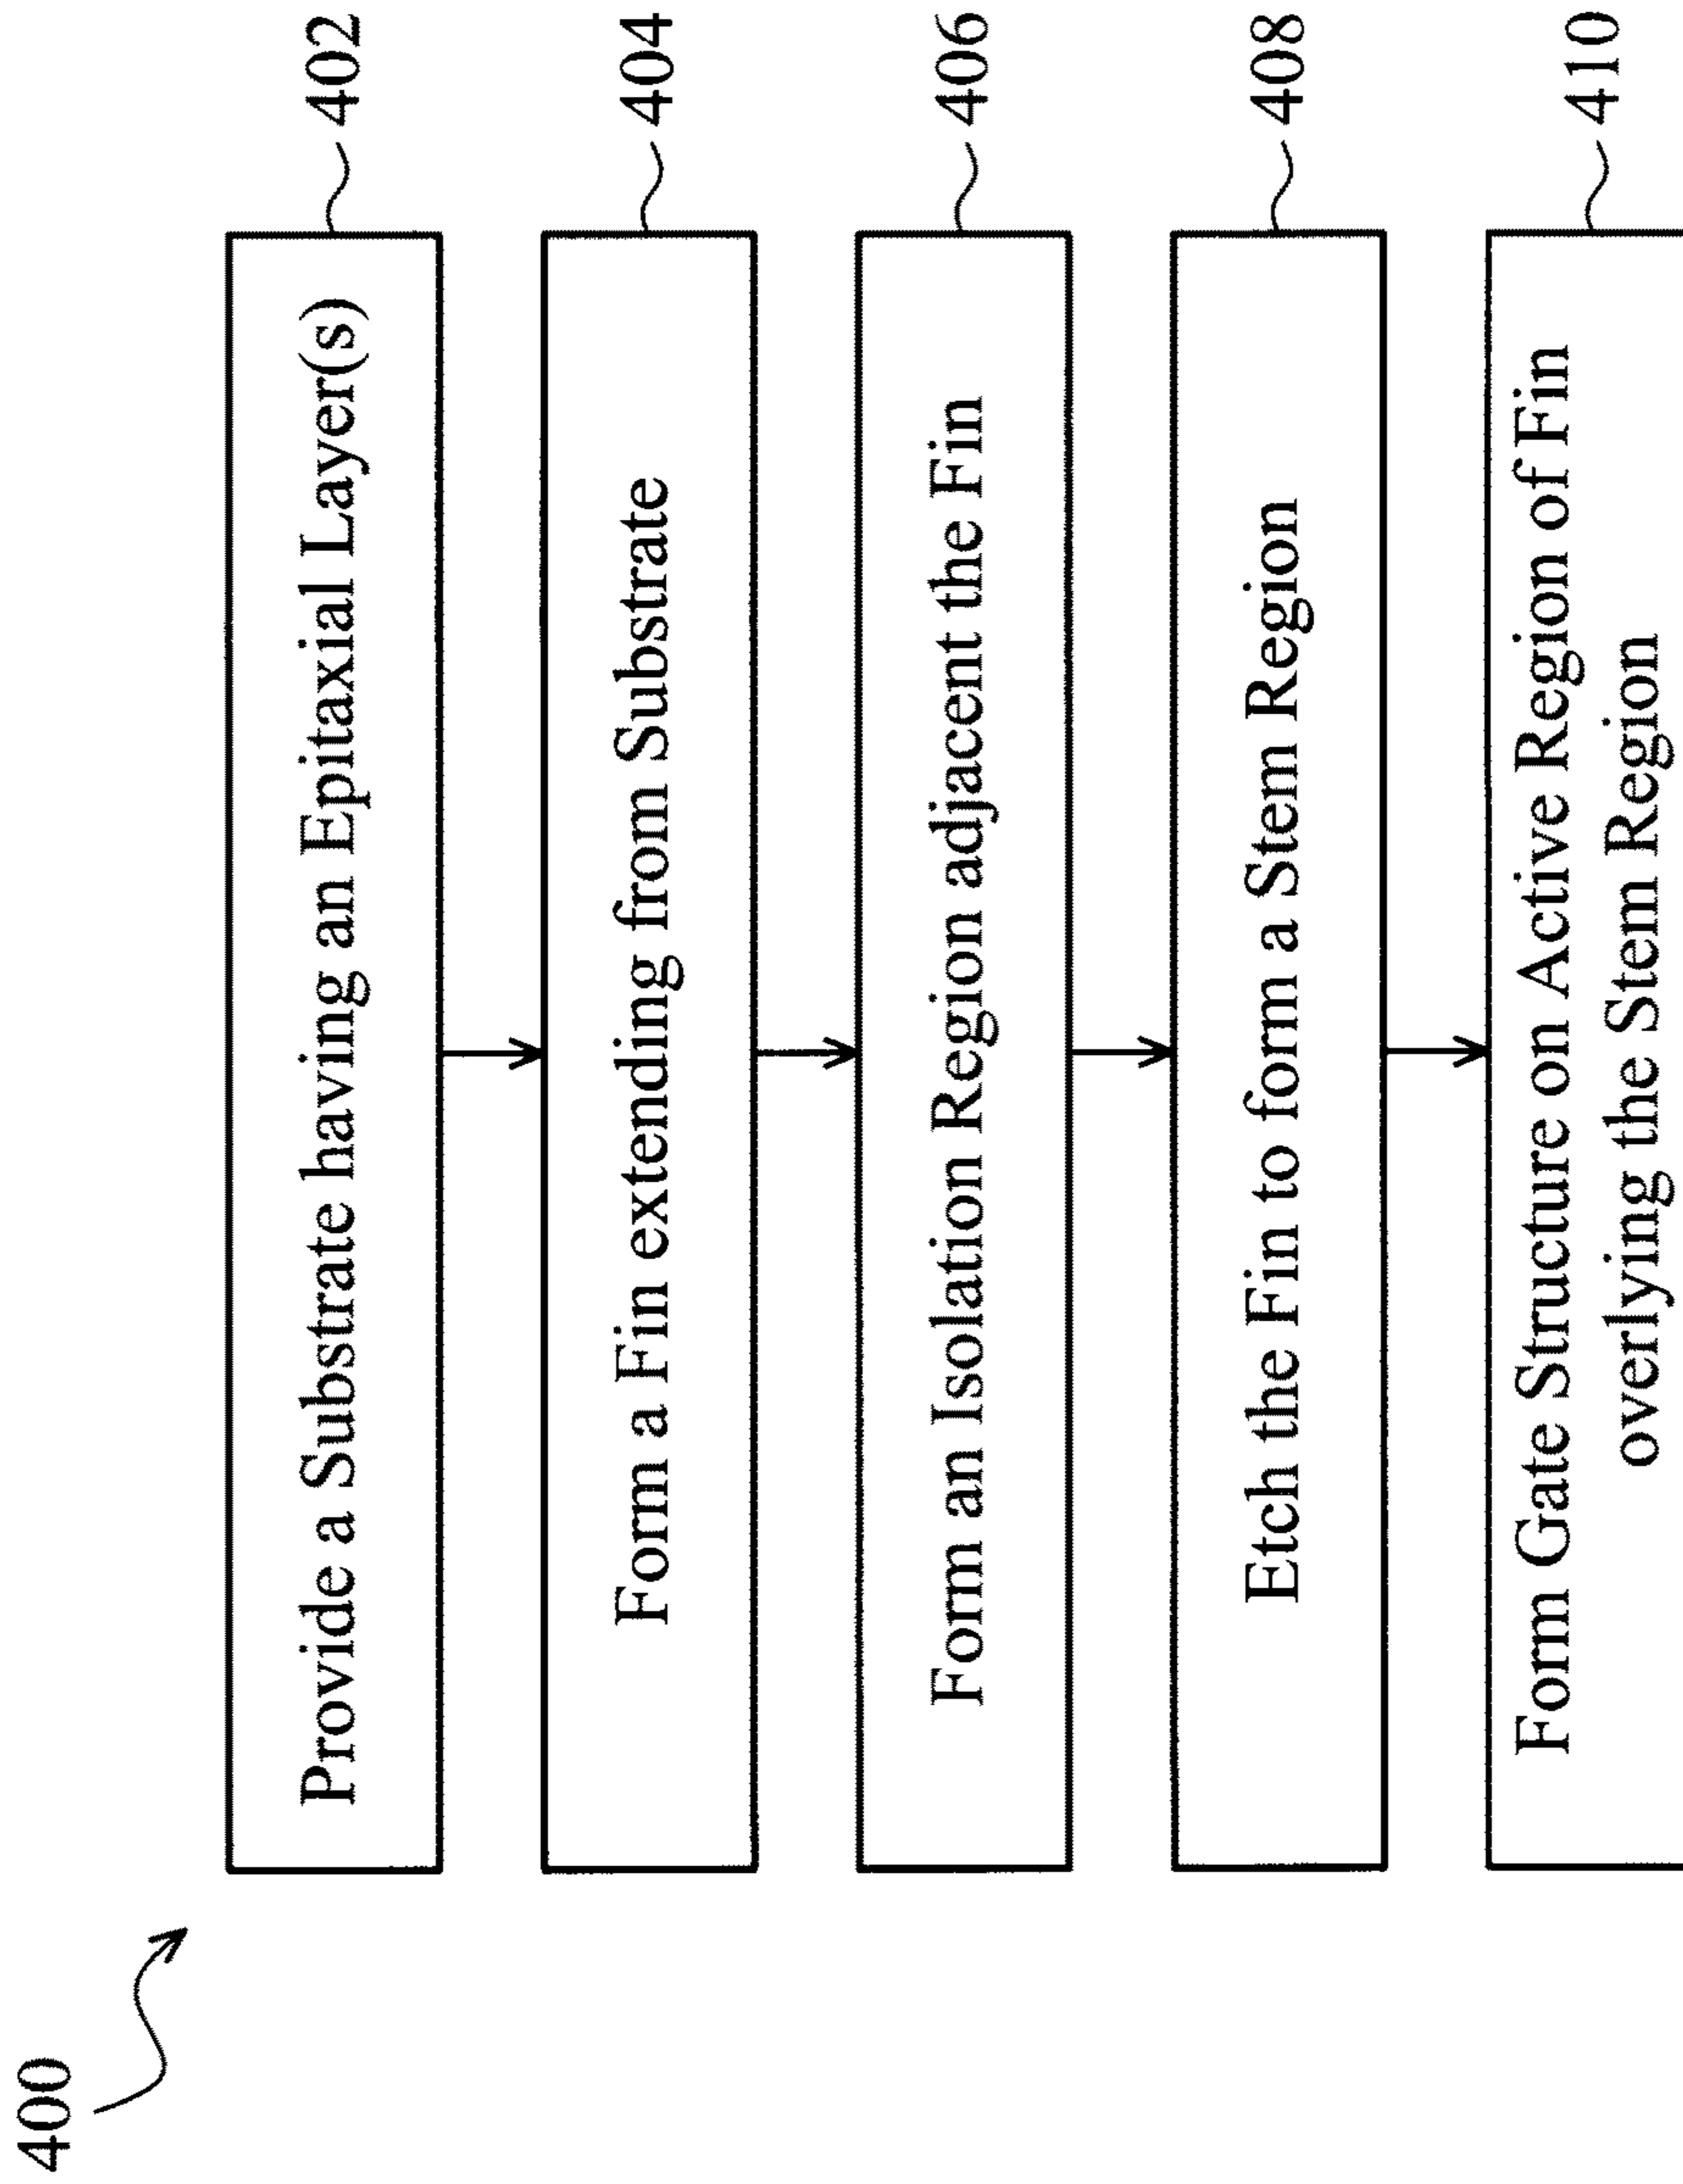 400
Provide a Substrate having an Epitaxial Layer(s)
402
Form a Fin extending from Substrate
404
Form an Isolation Region adjacent the Fin
406
Etch the Fin to form a Stem Region
408
Form Gate Structure on Active Region of Fin
overlying the Stem Region
410